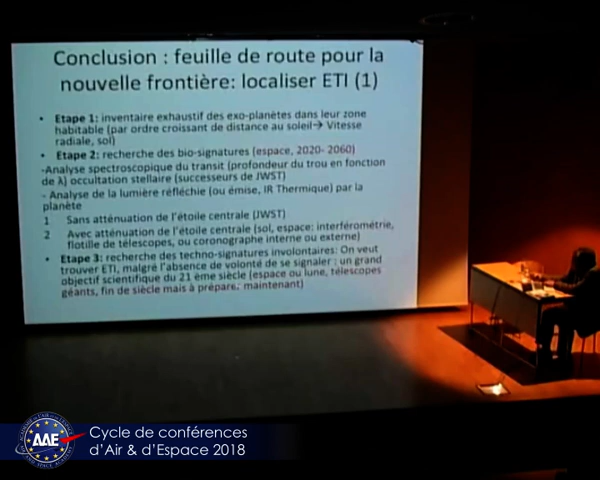 Conclusion : feuille de route pour la
nouvelle frontière: localiser ETI (1)
• Etape 1: inventaire exhaustif des exo-planètes dans leur zone
habitable (par ordre croissant de distance au soleil→ Vitesse
radiale, sol)
• Etape 2: recherche des bio-signatures (espace, 2020- 2060)
-Analyse spectroscopique du transit (profondeur du trou en fonction
de λ) occultation stellaire (successeurs de JWST)
- Analyse de la lumière réfléchie (ou émise, IR Thermique) par la
planète
1 Sans atténuation de l'étoile centrale (JWST)
2 Avec atténuation de l'étoile centrale (sol, espace: interférométrie,
flotille de télescopes, ou coronographe interne ou externe)
• Etape 3: recherche des techno-signatures involontaires: On veut
trouver ETI, malgré l'absence de volonté de se signaler : un grand
objectif scientifique du 21 ème siècle (espace ou lune, télescopes
géants, fin de siècle mais à prépare; maintenant)
AAE
Cycle de conférences
d'Air & d'Espace 2018